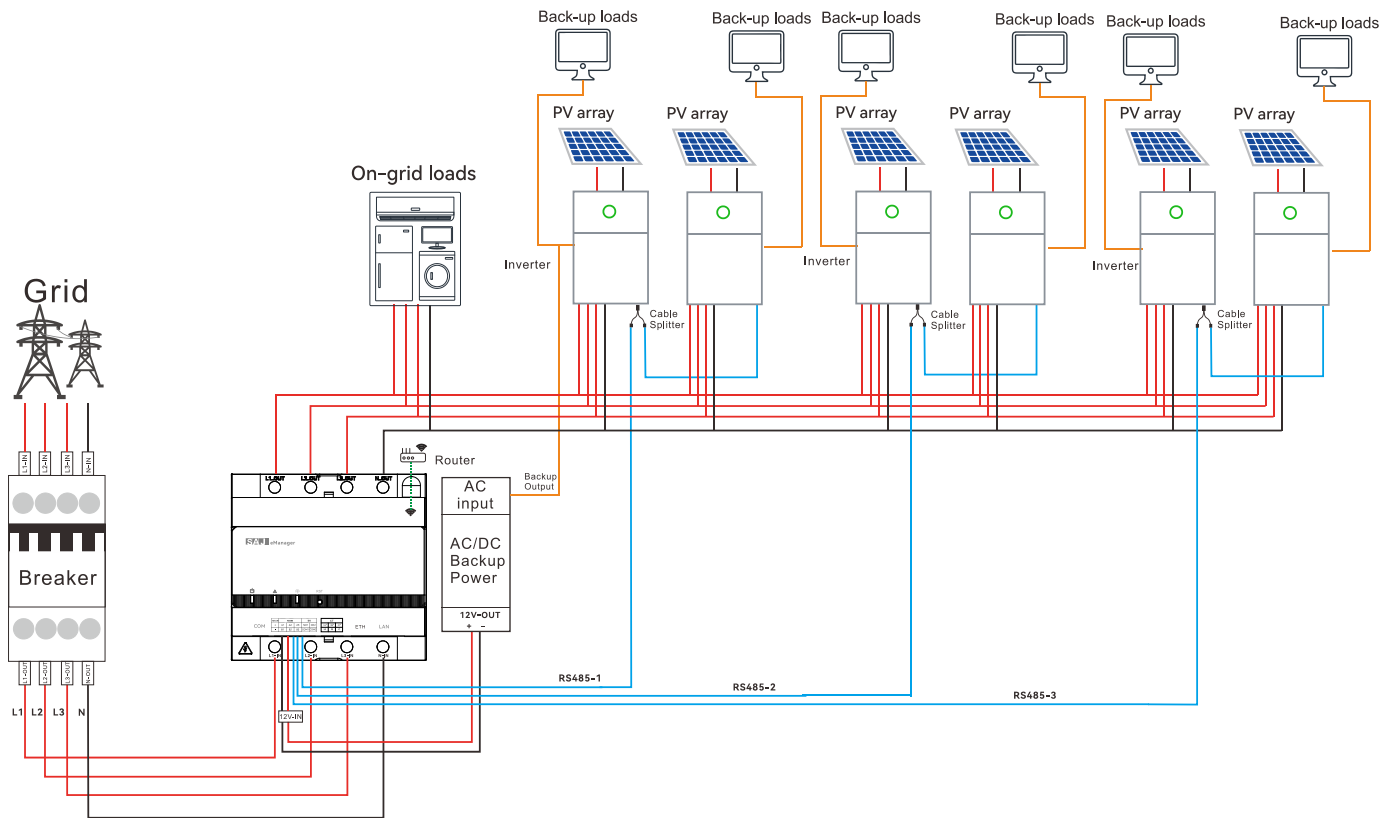 Back-up loads
Back-up loads
Back-up loads
Back-up loads
Back-up loads
Back-up loads
PV array
PV array
PV array
PV array
PV array
PV array
On-grid loads
Inverter
Inverter
Inverter
Cable
Splitter
Cable
Splitter
Cable
Splitter
Grid
L1-IN
L2-IN
L3-IN
N-IN
Router
Backup
Output
AC
input
L1-OUT
L2-OUT
L3-OUT
N-OUT
SAJ eManager
AC/DC
Backup
Power
Breaker
12V-OUT
+ −
COM
ETH
LAN
L1-IN
L2-IN
L3-IN
N-IN
L1-OUT
L2-OUT
L3-OUT
N-OUT
RS485-1
RS485-2
RS485-3
L1 L2 L3 N
12V-IN